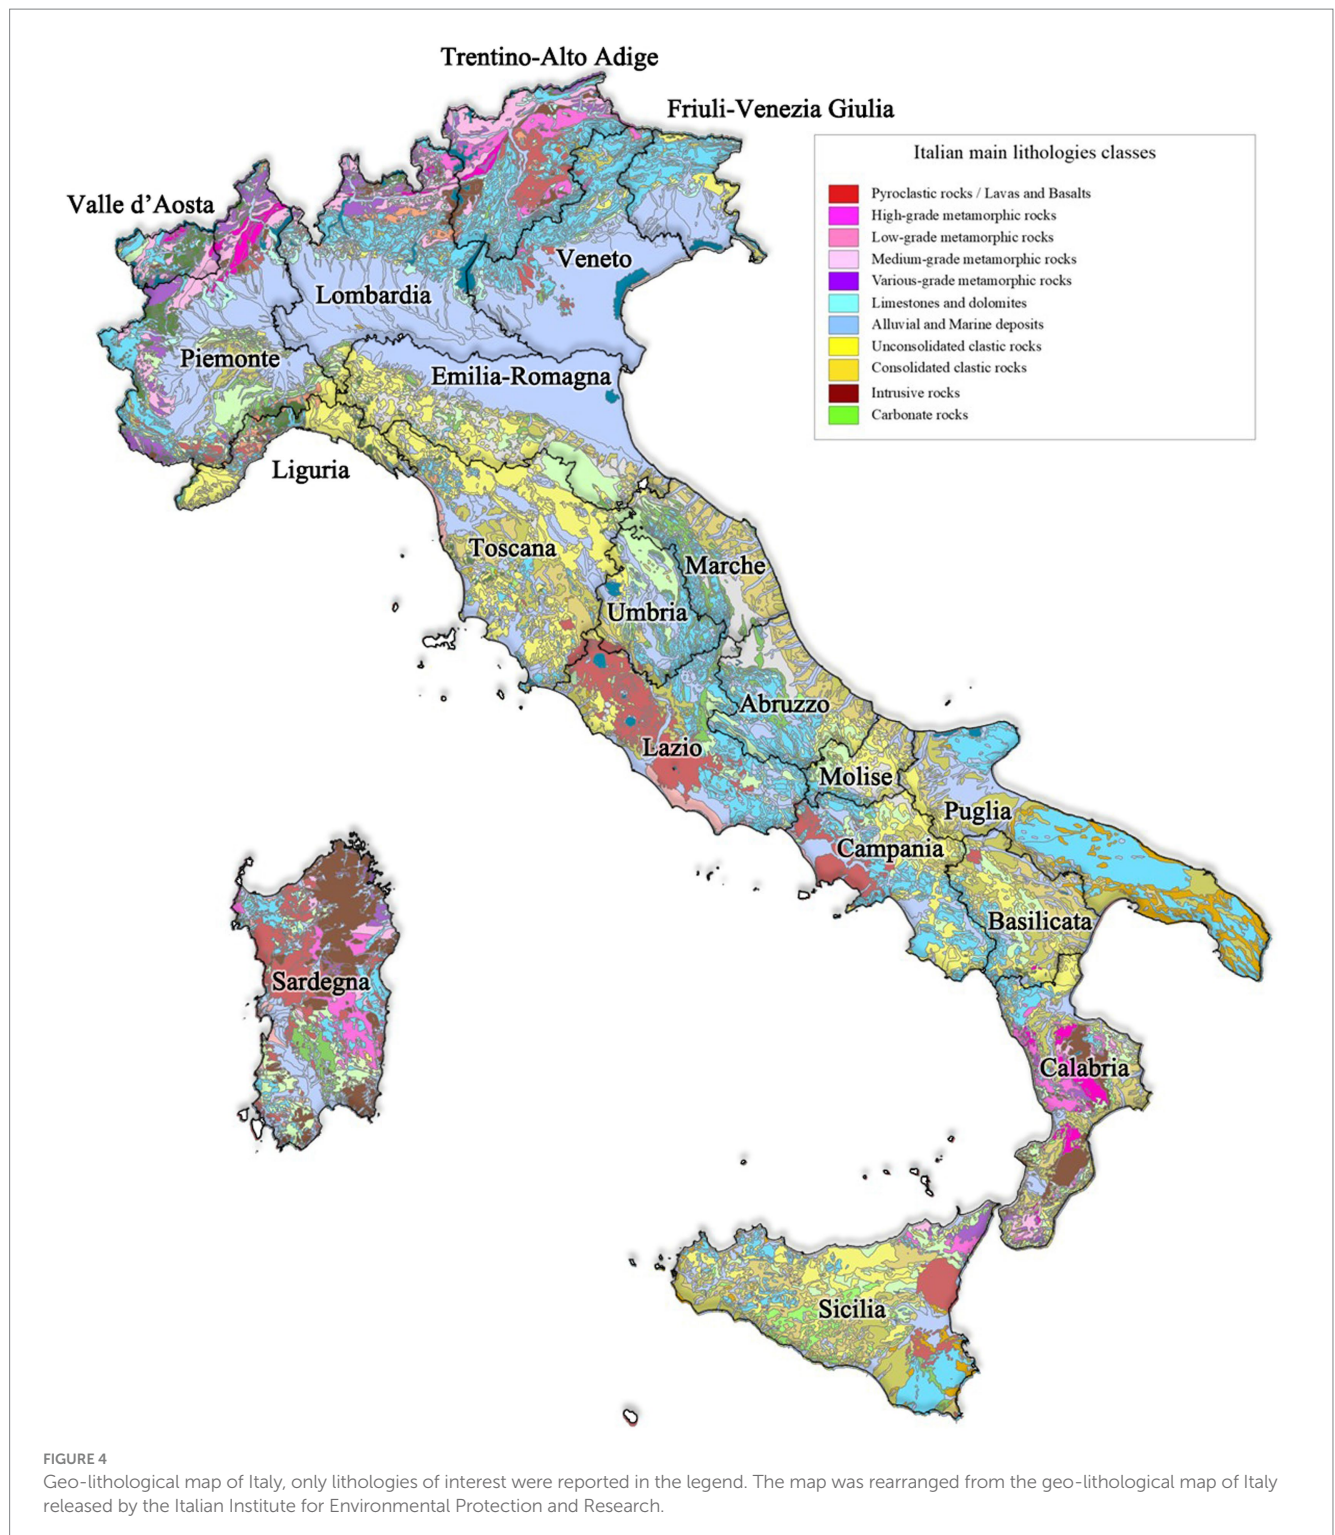 Trentino-Alto Adige
Friuli-Venezia Giulia
Italian main lithologies classes
Pyroclastic rocks / Lavas and Basalts
High-grade metamorphic rocks
Low-grade metamorphic rocks
Medium-grade metamorphic rocks
Various-grade metamorphic rocks
Limestones and dolomites
Alluvial and Marine deposits
Unconsolidated clastic rocks
Consolidated clastic rocks
Intrusive rocks
Carbonate rocks
Valle d’Aosta
Veneto
Lombardia
Piemonte
Emilia-Romagna
Liguria
Toscana
Marche
Umbria
Abruzzo
Lazio
Molise
Puglia
Campania
Basilicata
Sardegna
Calabria
Sicilia
FIGURE 4
Geo-lithological map of Italy, only lithologies of interest were reported in the legend. The map was rearranged from the geo-lithological map of Italy
released by the Italian Institute for Environmental Protection and Research.